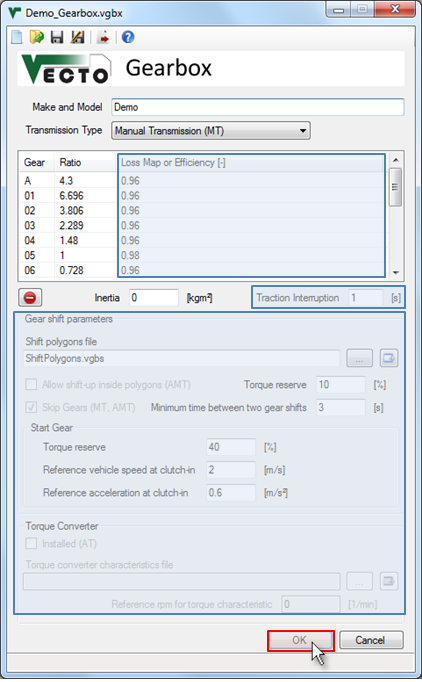 Demo_Gearbox.vgbx
VECTO Gearbox
Make and Model Demo
Transmission Type Manual Transmission (MT)
Gear Ratio Loss Map or Efficiency [-]
A 4.3 0.96
01 6.696 0.96
02 3.806 0.96
03 2.289 0.96
04 1.48 0.96
05 1 0.98
06 0.728 0.96
Inertia 0 [kgm²] Traction Interruption 1 [s]
Gear shift parameters
Shift polygons file
ShiftPolygons.vgbs ...
Allow shift-up inside polygons (AMT) Torque reserve 10 [%]
Skip Gears (MT, AMT) Minimum time between two gear shifts 3 [s]
Start Gear
Torque reserve 40 [%]
Reference vehicle speed at clutch-in 2 [m/s]
Reference acceleration at clutch-in 0.6 [m/s²]
Torque Converter
Installed (AT)
Torque converter characteristics file
...
Reference rpm for torque characteristic 0 [1/min]
OK Cancel